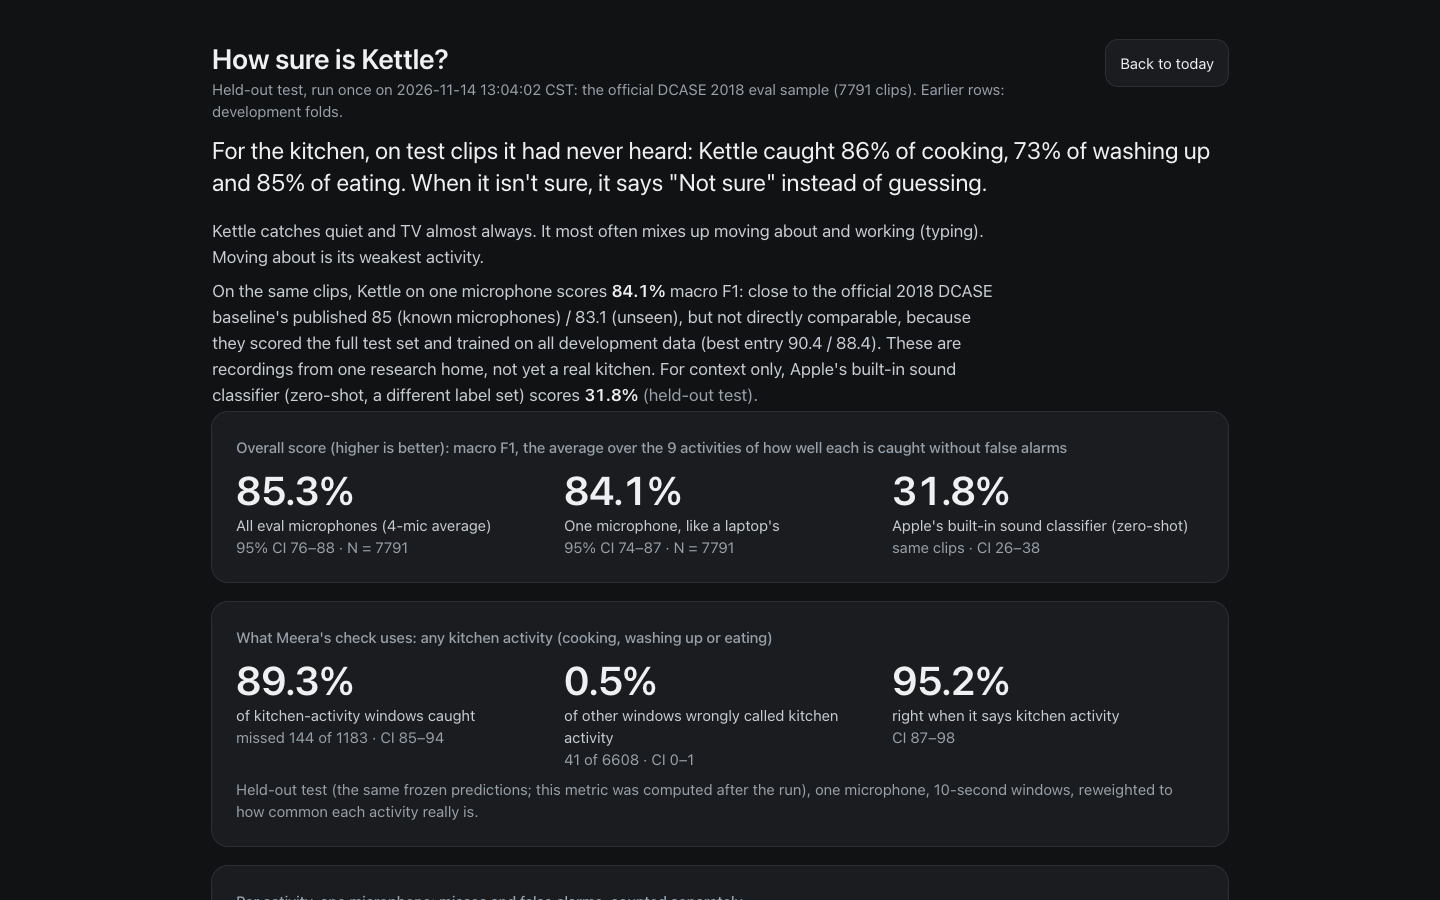 How sure is Kettle?
Back to today
Held-out test, run once on 2026-11-14 13:04:02 CST: the official DCASE 2018 eval sample (7791 clips). Earlier rows:
development folds.
For the kitchen, on test clips it had never heard: Kettle caught 86% of cooking, 73% of washing up
and 85% of eating. When it isn't sure, it says "Not sure" instead of guessing.
Kettle catches quiet and TV almost always. It most often mixes up moving about and working (typing).
Moving about is its weakest activity.
On the same clips, Kettle on one microphone scores 84.1% macro F1: close to the official 2018 DCASE
baseline's published 85 (known microphones) / 83.1 (unseen), but not directly comparable, because
they scored the full test set and trained on all development data (best entry 90.4 / 88.4). These are
recordings from one research home, not yet a real kitchen. For context only, Apple's built-in sound
classifier (zero-shot, a different label set) scores 31.8% (held-out test).
Overall score (higher is better): macro F1, the average over the 9 activities of how well each is caught without false alarms
85.3%
All eval microphones (4-mic average)
95% CI 76–88 · N = 7791
84.1%
One microphone, like a laptop's
95% CI 74–87 · N = 7791
31.8%
Apple's built-in sound classifier (zero-shot)
same clips · CI 26–38
What Meera's check uses: any kitchen activity (cooking, washing up or eating)
89.3%
of kitchen-activity windows caught
missed 144 of 1183 · CI 85–94
0.5%
of other windows wrongly called kitchen
activity
41 of 6608 · CI 0–1
95.2%
right when it says kitchen activity
CI 87–98
Held-out test (the same frozen predictions; this metric was computed after the run), one microphone, 10-second windows, reweighted to
how common each activity really is.